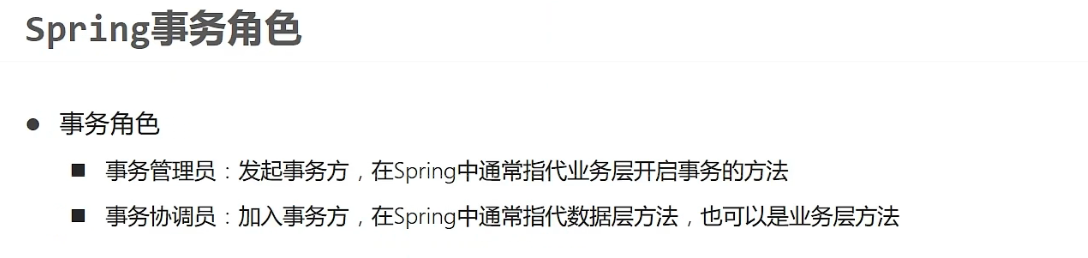 Spring事务角色
● 事务角色
■ 事务管理员：发起事务方，在Spring中通常指代业务层开启事务的方法
■ 事务协调员：加入事务方，在Spring中通常指代数据层方法，也可以是业务层方法